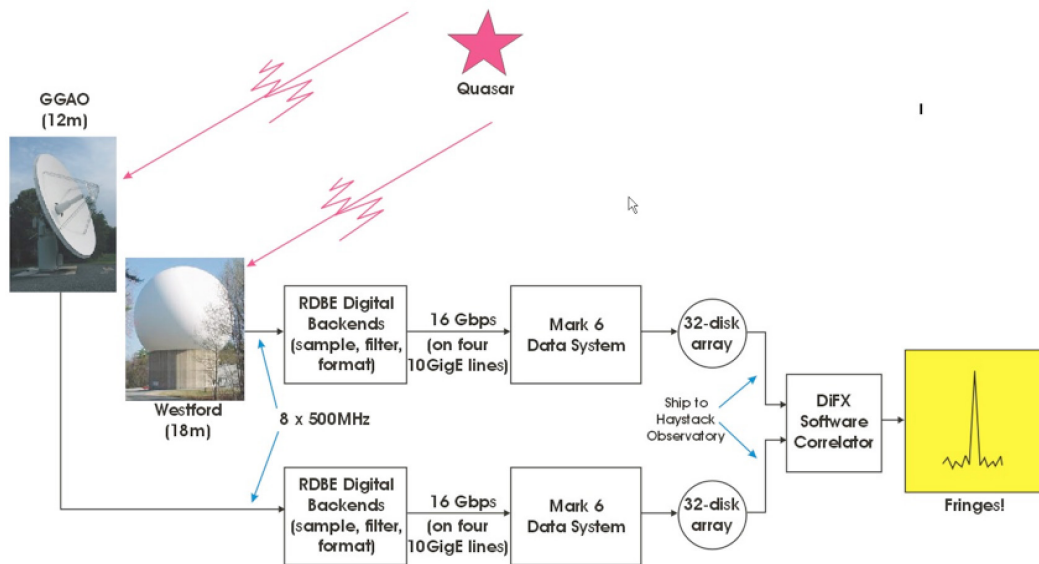 Quasar
GGAO
(12m)
Westford
(18m)
RDBE Digital
Backends
(sample, filter,
format)
16 Gbps
(on four
10GigE lines)
Mark 6
Data System
32-disk
array
8 x 500MHz
Ship to
Haystack
Observatory
DiFX
Software
Correlator
Fringes!
RDBE Digital
Backends
(sample, filter,
format)
16 Gbps
(on four
10GigE lines)
Mark 6
Data System
32-disk
array